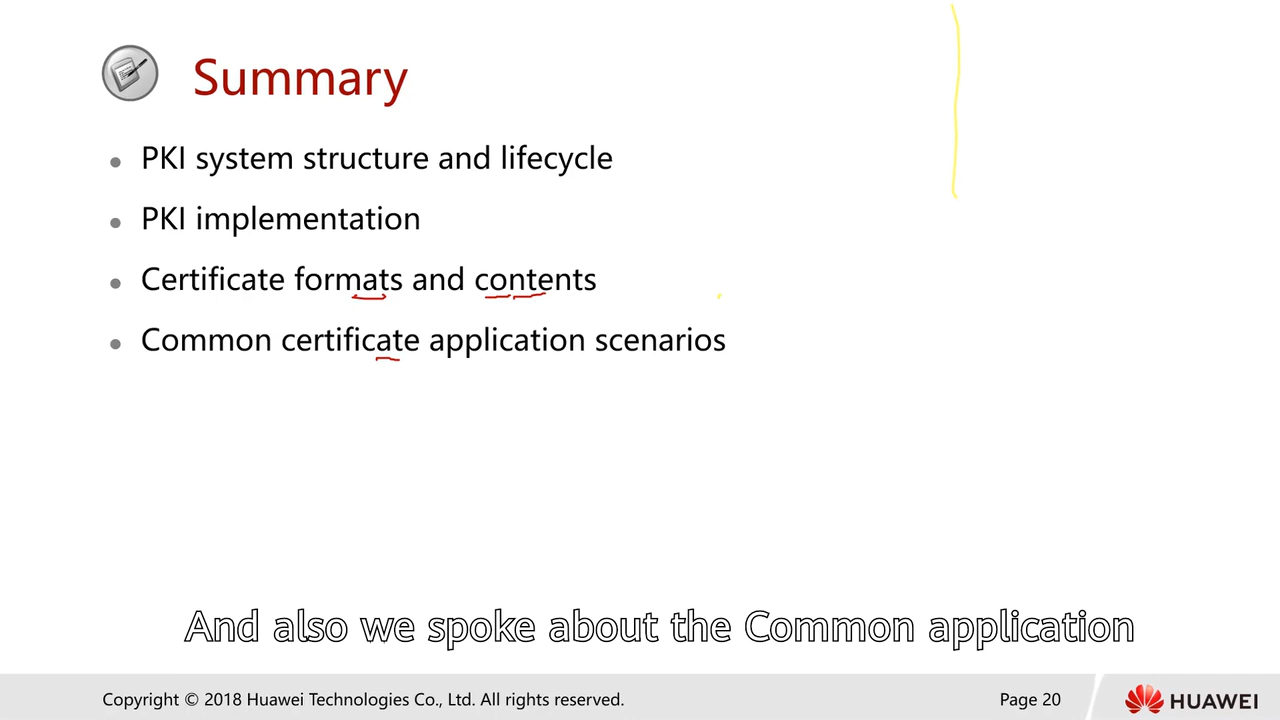 Summary
PKI system structure and lifecycle
PKI implementation
Certificate formats and contents
Common certificate application scenarios
And also we spoke about the Common application
Copyright © 2018 Huawei Technologies Co., Ltd. All rights reserved.
Page 20
HUAWEI